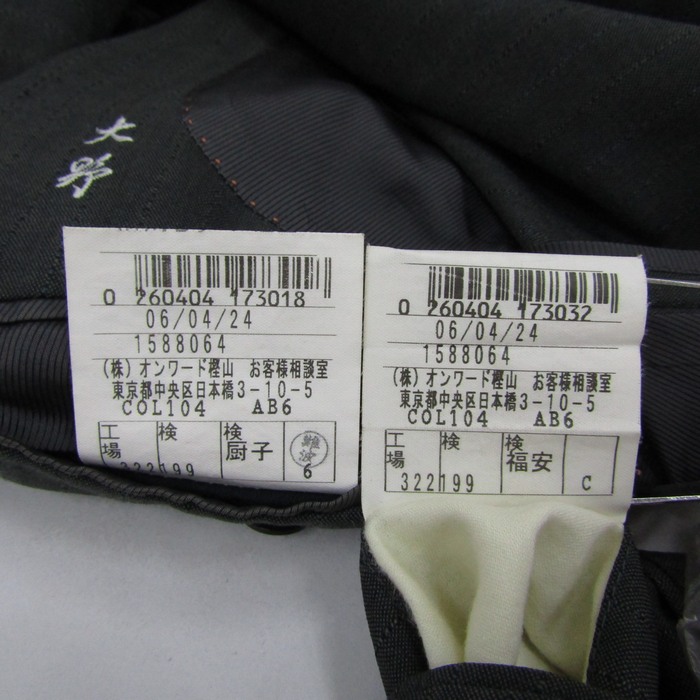 大野
0 260404 173018
06/04/24
1588064
(株) オンワード樫山 お客様相談室
東京都中央区日本橋3-10-5
COL104 AB6
工場 検 検 厨子 難波
322199 6
0 260404 173032
06/04/24
1588064
(株) オンワード樫山 お客様相談室
東京都中央区日本橋3-10-5
COL104 AB6
工場 検 検 福安
322199 C